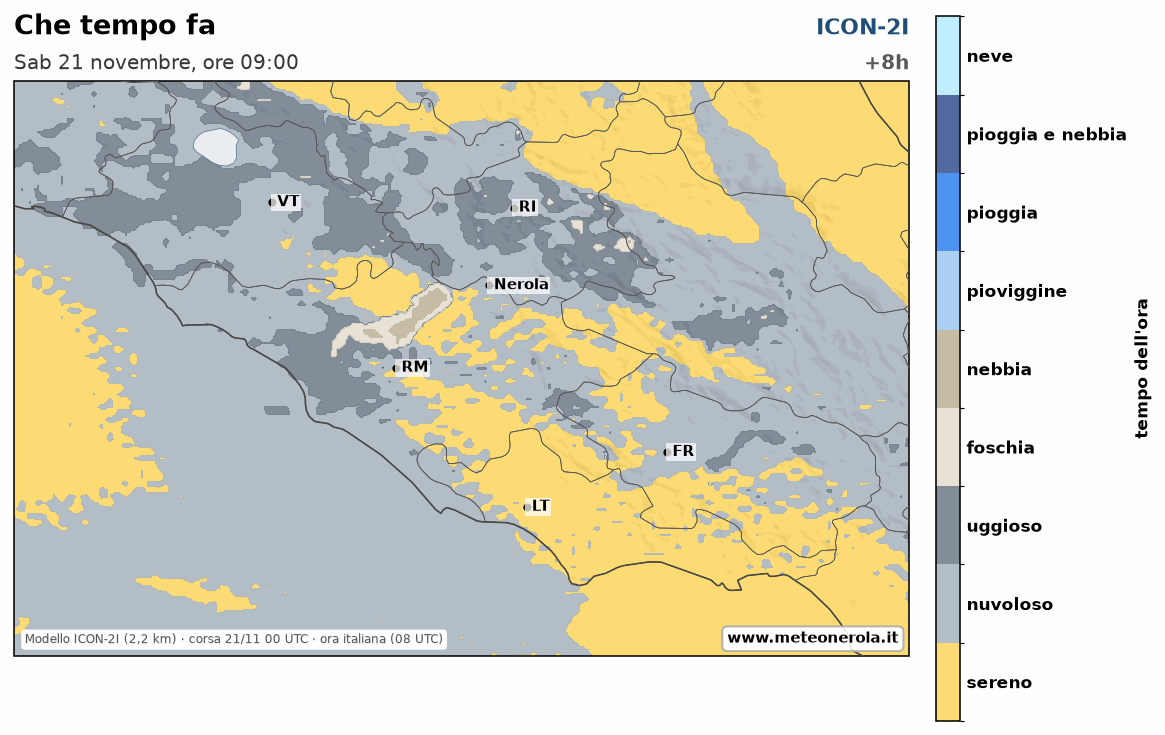 Che tempo fa
ICON-2I
Sab 21 novembre, ore 09:00
+8h
neve
pioggia e nebbia
pioggia
pioviggine
nebbia
foschia
uggioso
nuvoloso
sereno
tempo dell'ora
VT
RI
Nerola
RM
FR
LT
Modello ICON-2I (2,2 km) · corsa 21/11 00 UTC · ora italiana (08 UTC)
www.meteonerola.it